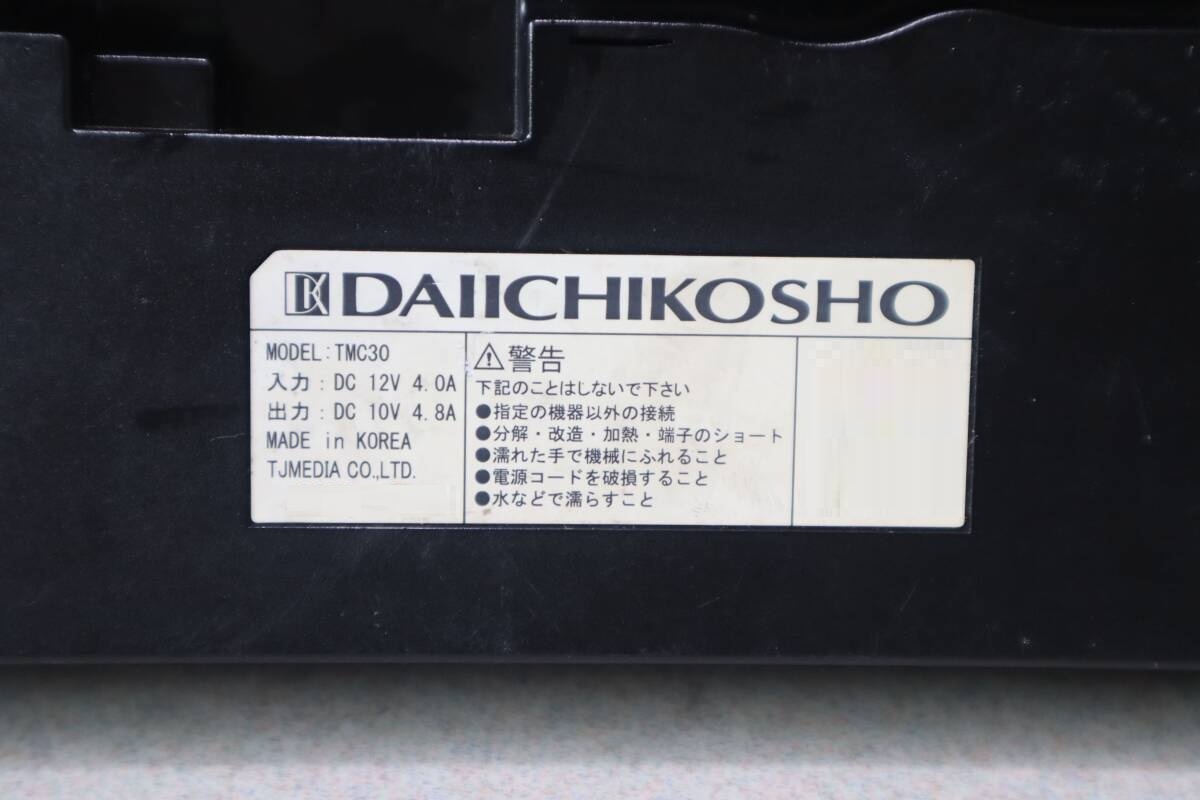 DK DAIICHIKOSHO
MODEL:TMC30
入力:DC 12V 4.0A
出力:DC 10V 4.8A
MADE in KOREA
TJMEDIA CO.,LTD.
警告
下記のことはしないで下さい
●指定の機器以外の接続
●分解・改造・加熱・端子のショート
●濡れた手で機械にふれること
●電源コードを破損すること
●水などで濡らすこと